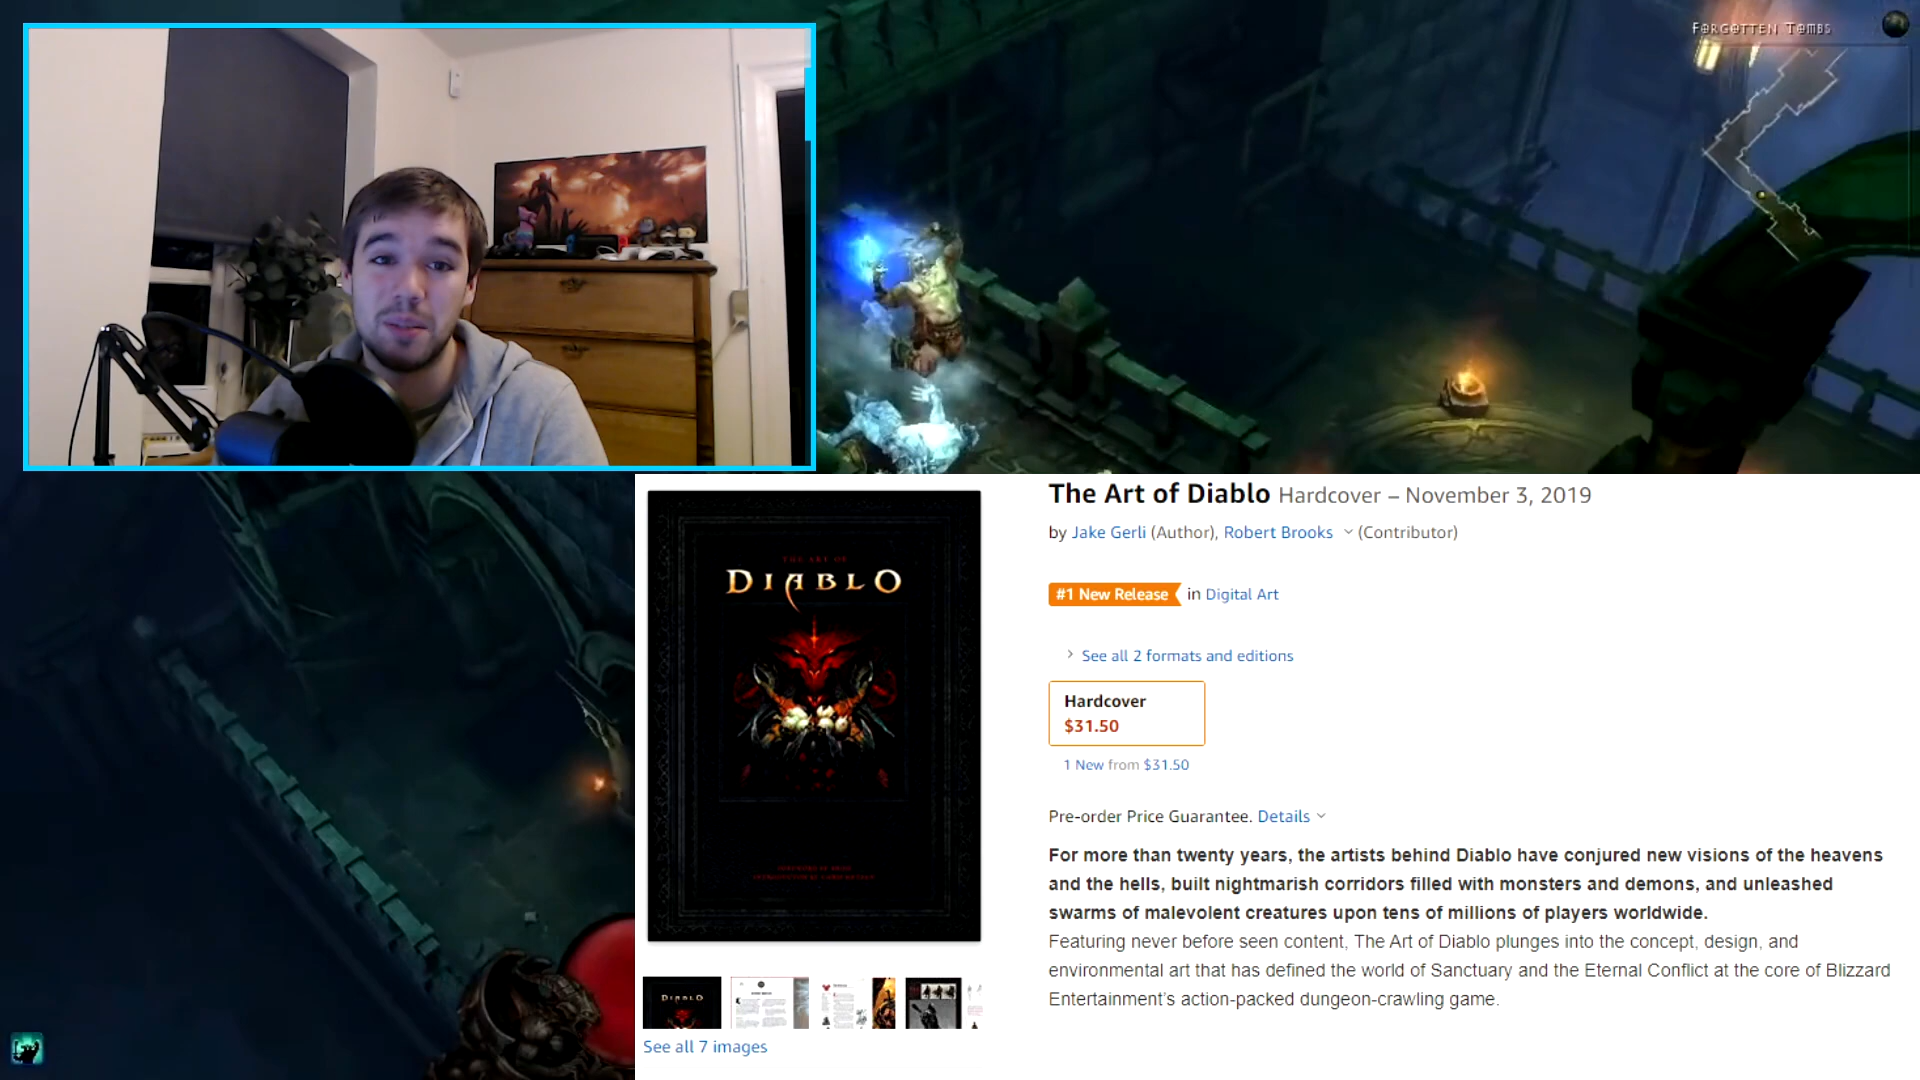 Forgotten Tombs
The Art of Diablo Hardcover – November 3, 2019
by Jake Gerli (Author), Robert Brooks (Contributor)
#1 New Release in Digital Art
See all 2 formats and editions
Hardcover
$31.50
1 New from $31.50
Pre-order Price Guarantee. Details
For more than twenty years, the artists behind Diablo have conjured new visions of the heavens
and the hells, built nightmarish corridors filled with monsters and demons, and unleashed
swarms of malevolent creatures upon tens of millions of players worldwide.
Featuring never before seen content, The Art of Diablo plunges into the concept, design, and
environmental art that has defined the world of Sanctuary and the Eternal Conflict at the core of Blizzard
Entertainment’s action-packed dungeon-crawling game.
THE ART OF
DIABLO
DIABLO
See all 7 images